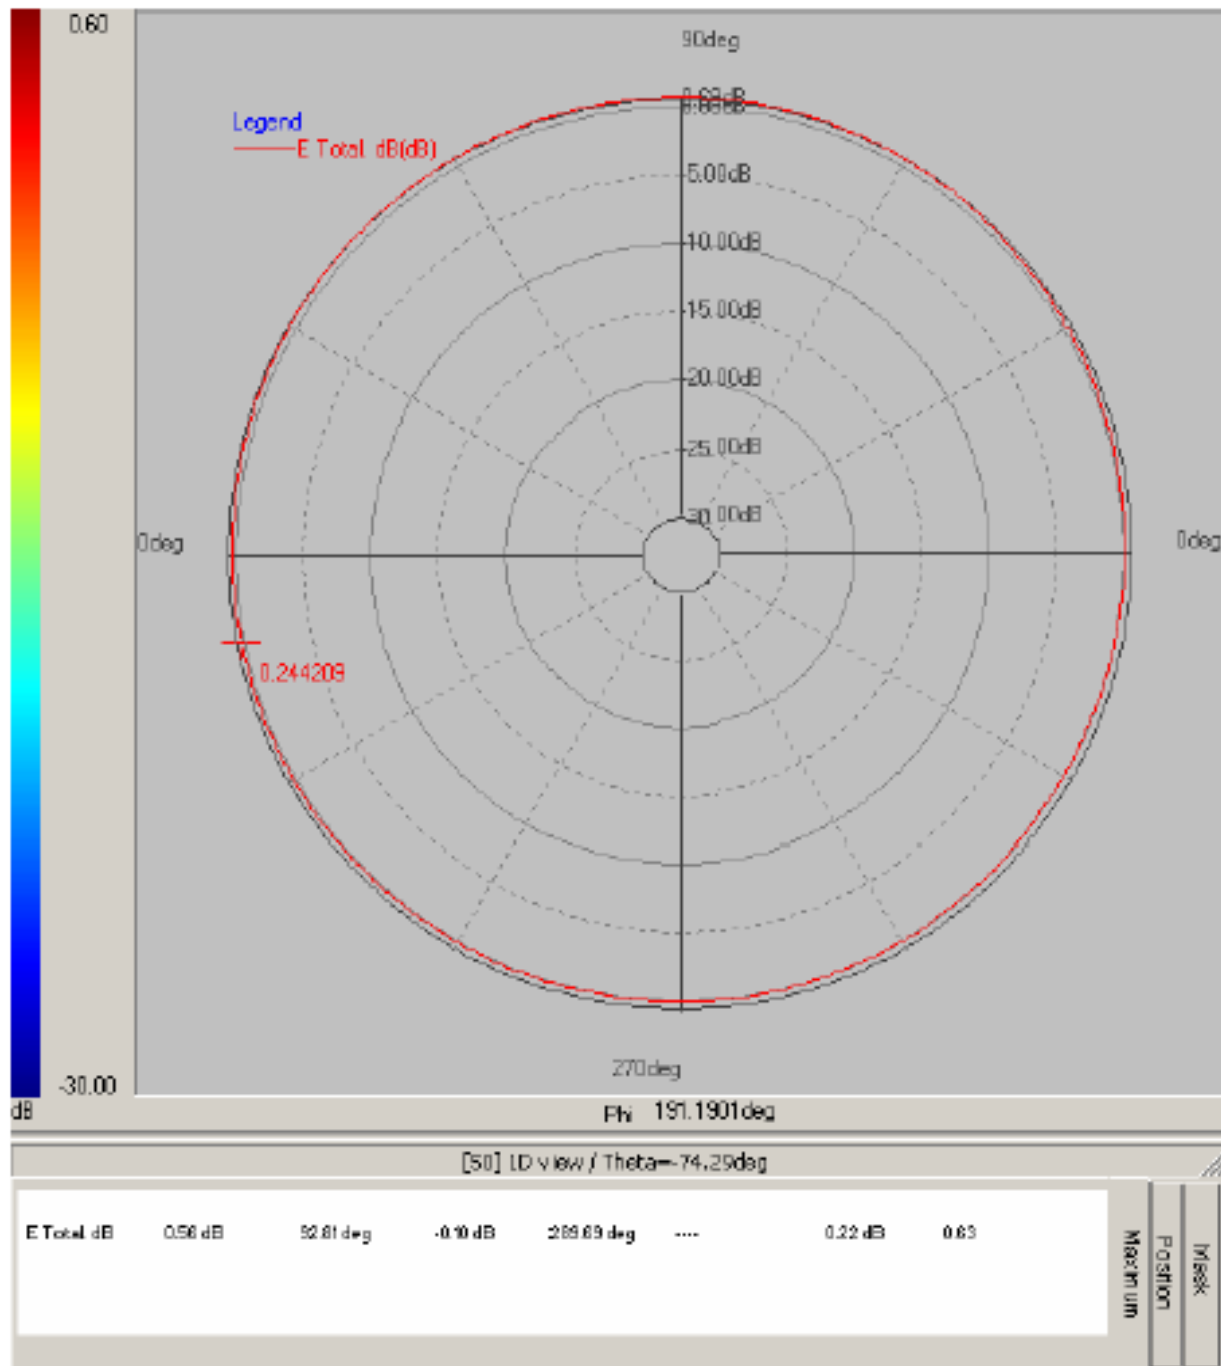 0.60
90deg
Legend
E Total. dB(dB)
5.00dB
10.00dB
15.00dB
20.00dB
25.00dB
30.00dB
0deg
0deg
0.244209
270deg
-30.00
dB
Phi 191.1901deg
[50] 1D view / Theta=-74.29deg
E Total. dB 0.56 dB 92.81 deg -0.10 dB 289.69 deg ---- 0.22 dB 0.63
Maximum
Position
Mask